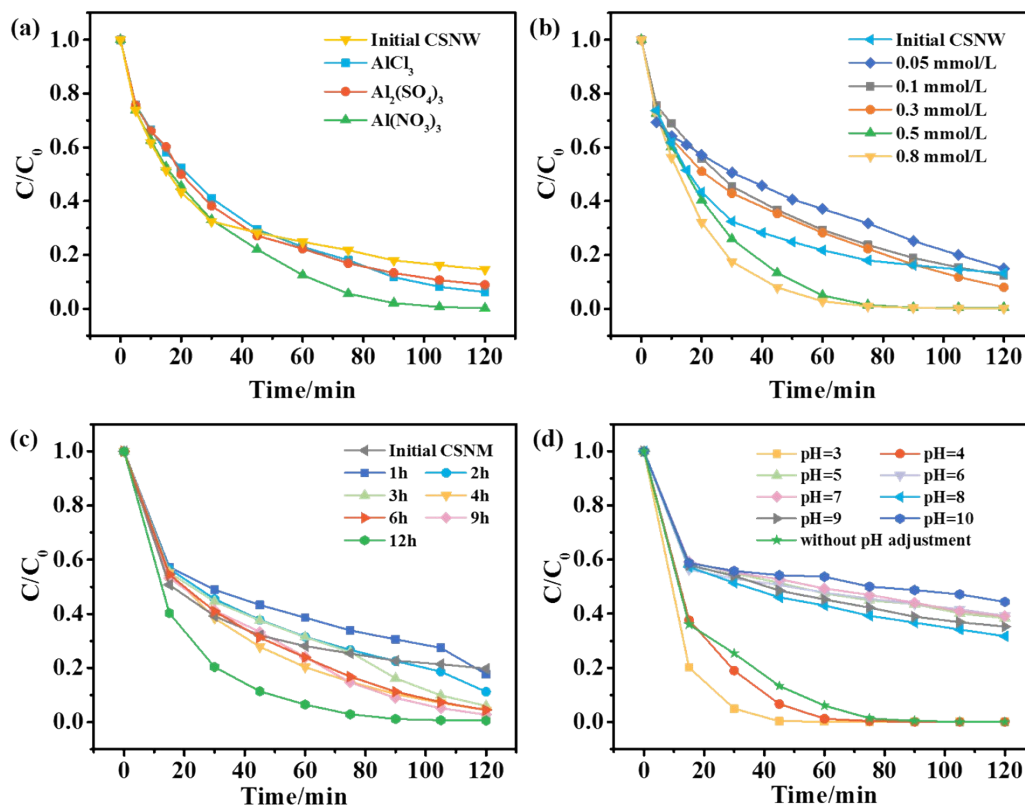 (a)
Initial CSNW
AlCl3
Al2(SO4)3
Al(NO3)3
1.0
0.8
0.6
0.4
0.2
0.0
C/C0
0 20 40 60 80 100 120
Time/min
(b)
Initial CSNW
0.05 mmol/L
0.1 mmol/L
0.3 mmol/L
0.5 mmol/L
0.8 mmol/L
1.0
0.8
0.6
0.4
0.2
0.0
C/C0
0 20 40 60 80 100 120
Time/min
(c)
Initial CSNM
1h 2h
3h 4h
6h 9h
12h
1.0
0.8
0.6
0.4
0.2
0.0
C/C0
0 20 40 60 80 100 120
Time/min
(d)
pH=3 pH=4
pH=5 pH=6
pH=7 pH=8
pH=9 pH=10
without pH adjustment
1.0
0.8
0.6
0.4
0.2
0.0
C/C0
0 20 40 60 80 100 120
Time/min